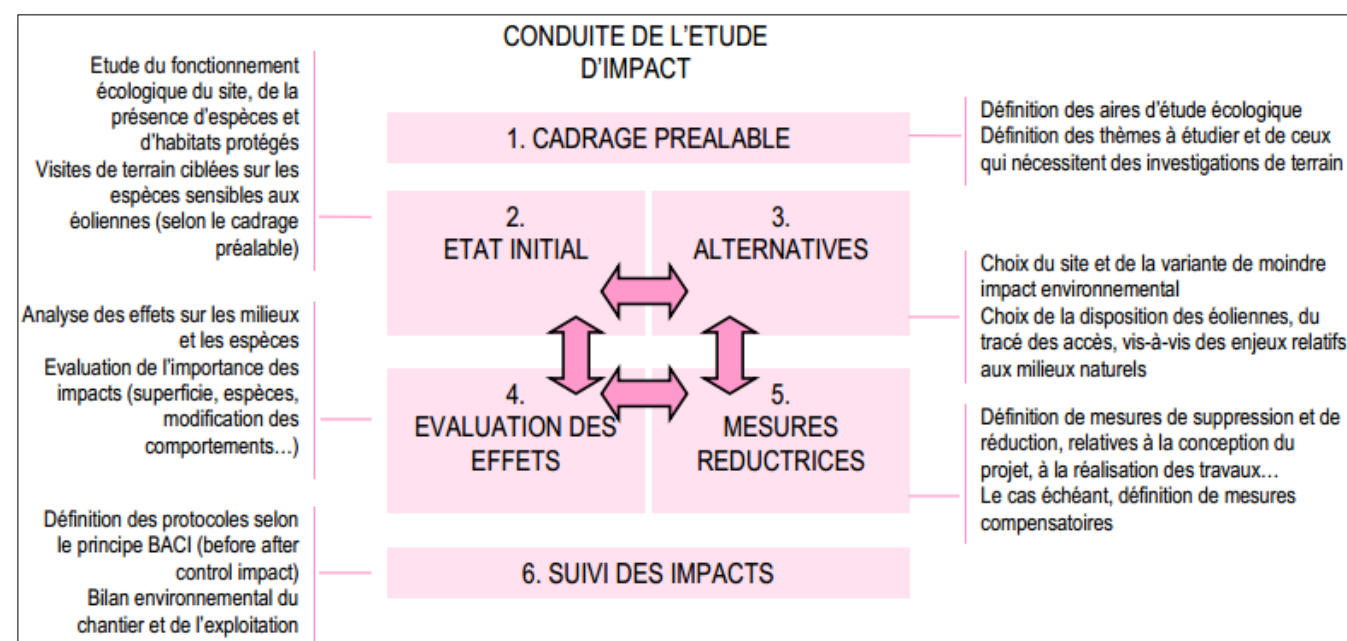 CONDUITE DE L'ETUDE
D'IMPACT
Etude du fonctionnement
écologique du site, de la
présence d'espèces et
d'habitats protégés
Visites de terrain ciblées sur les
espèces sensibles aux
éoliennes (selon le cadrage
préalable)
1. CADRAGE PREALABLE
Définition des aires d'étude écologique
Définition des thèmes à étudier et de ceux
qui nécessitent des investigations de terrain
2.
ETAT INITIAL
3.
ALTERNATIVES
Choix du site et de la variante de moindre
impact environnemental
Choix de la disposition des éoliennes, du
tracé des accès, vis-à-vis des enjeux relatifs
aux milieux naturels
Analyse des effets sur les milieux
et les espèces
Evaluation de l'importance des
impacts (superficie, espèces,
modification des
comportements…)
4.
EVALUATION DES
EFFETS
5.
MESURES
REDUCTRICES
Définition de mesures de suppression et de
réduction, relatives à la conception du
projet, à la réalisation des travaux…
Le cas échéant, définition de mesures
compensatoires
Définition des protocoles selon
le principe BACI (before after
control impact)
Bilan environnemental du
chantier et de l'exploitation
6. SUIVI DES IMPACTS